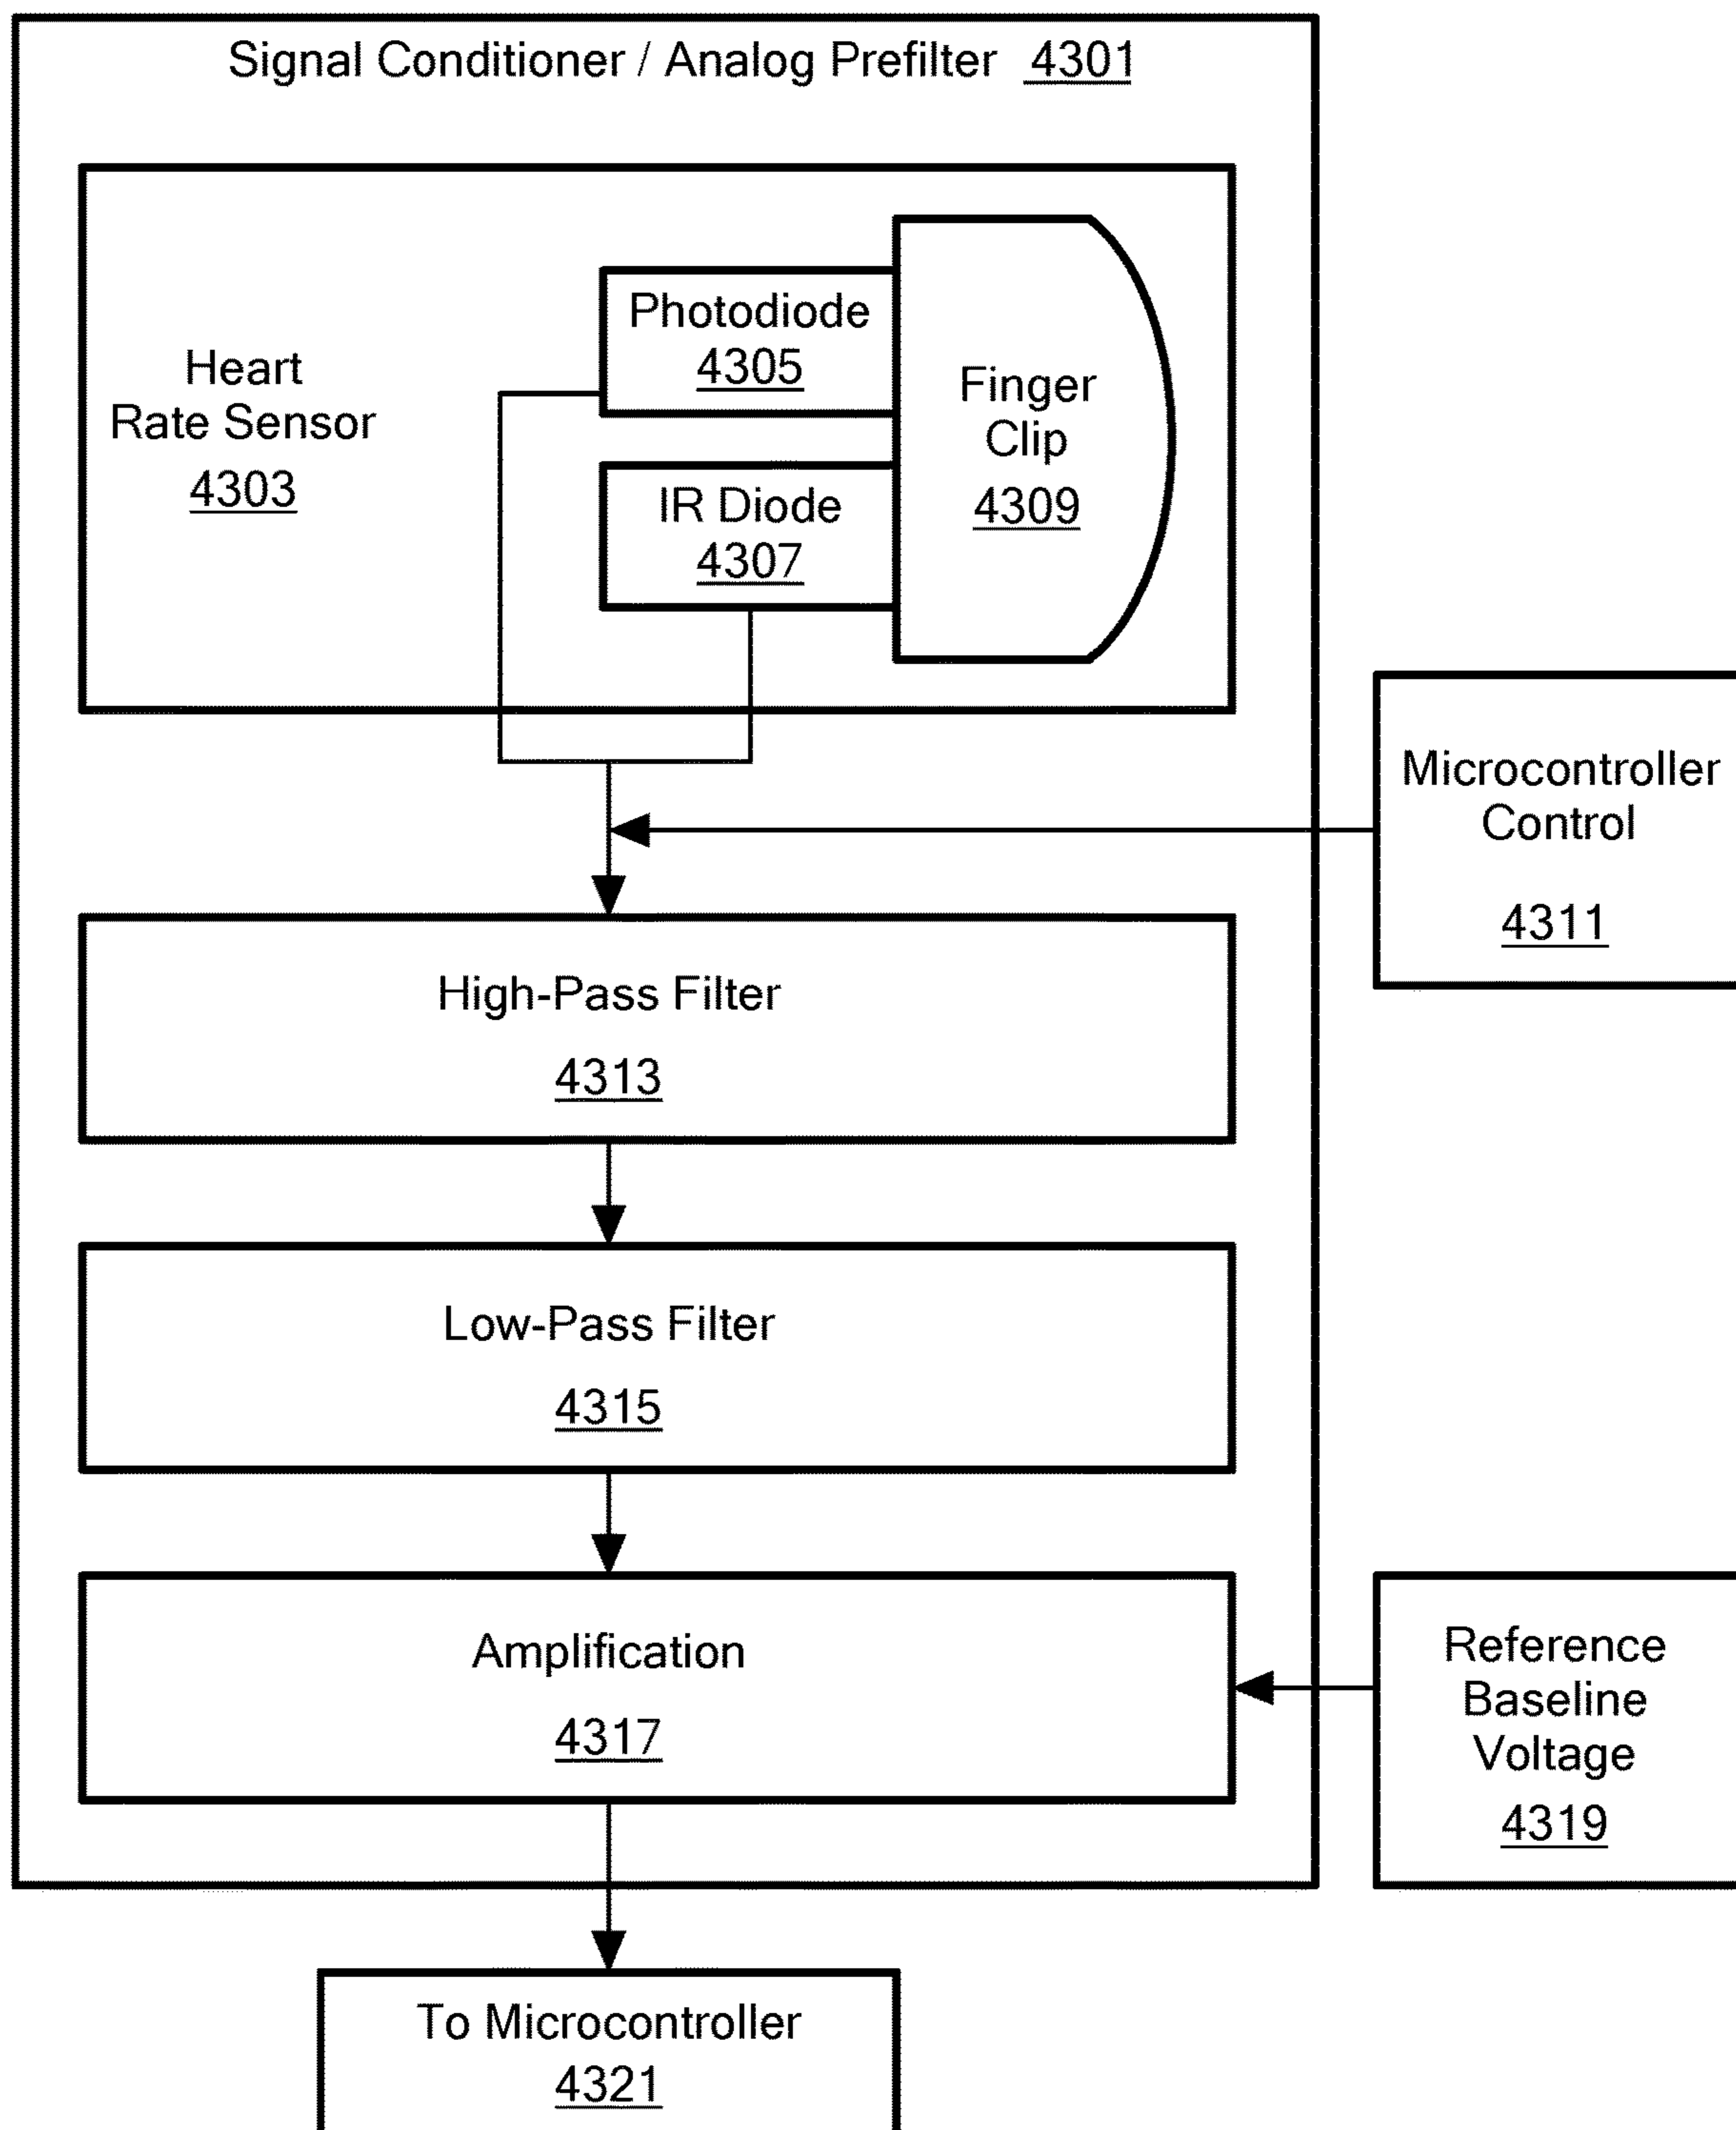 Signal Conditioner / Analog Prefilter 4301
Heart
Rate Sensor
4303
Photodiode
4305
IR Diode
4307
Finger
Clip
4309
Microcontroller
Control
4311
High-Pass Filter
4313
Low-Pass Filter
4315
Amplification
4317
Reference
Baseline
Voltage
4319
To Microcontroller
4321